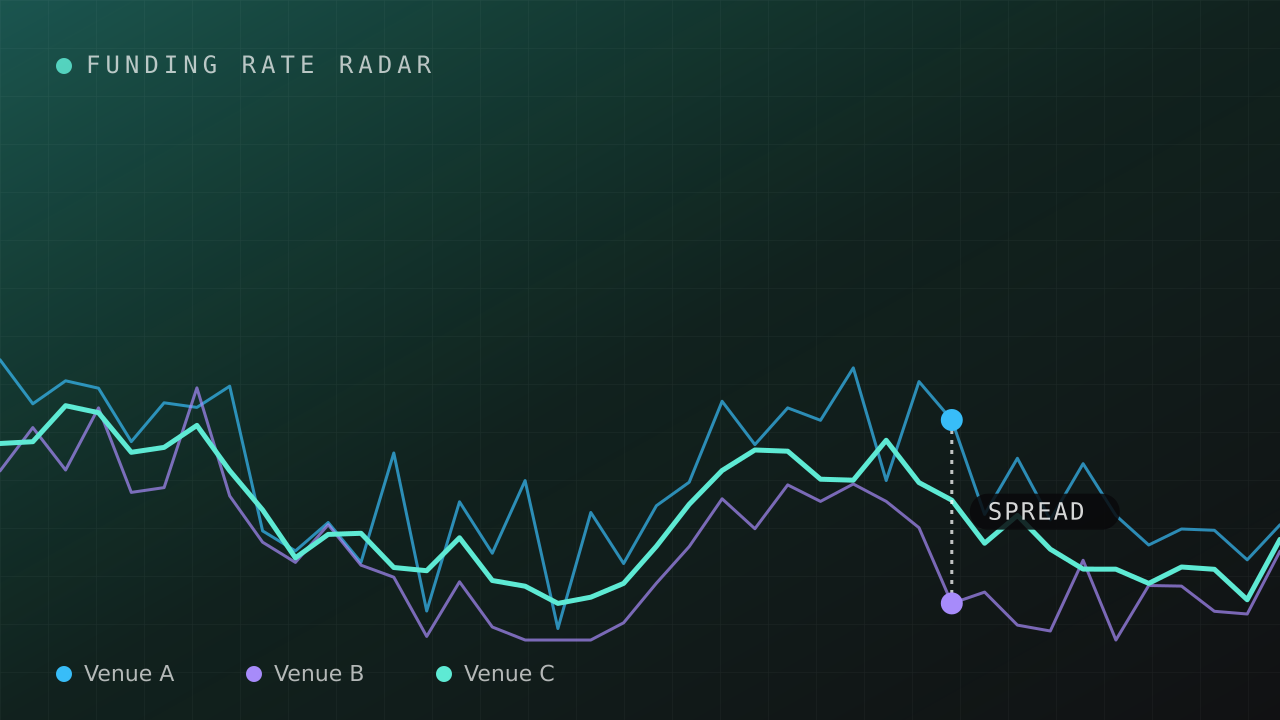 FUNDING RATE RADAR
SPREAD
Venue A
Venue B
Venue C